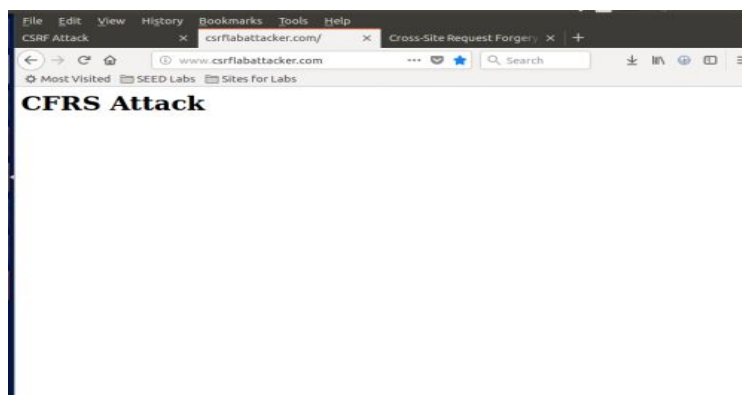 File Edit View History Bookmarks Tools Help
CSRF Attack × csrflabattacker.com/ × Cross-Site Request Forgery × +
www.csrflabattacker.com ··· Search
Most Visited SEED Labs Sites for Labs
CFRS Attack